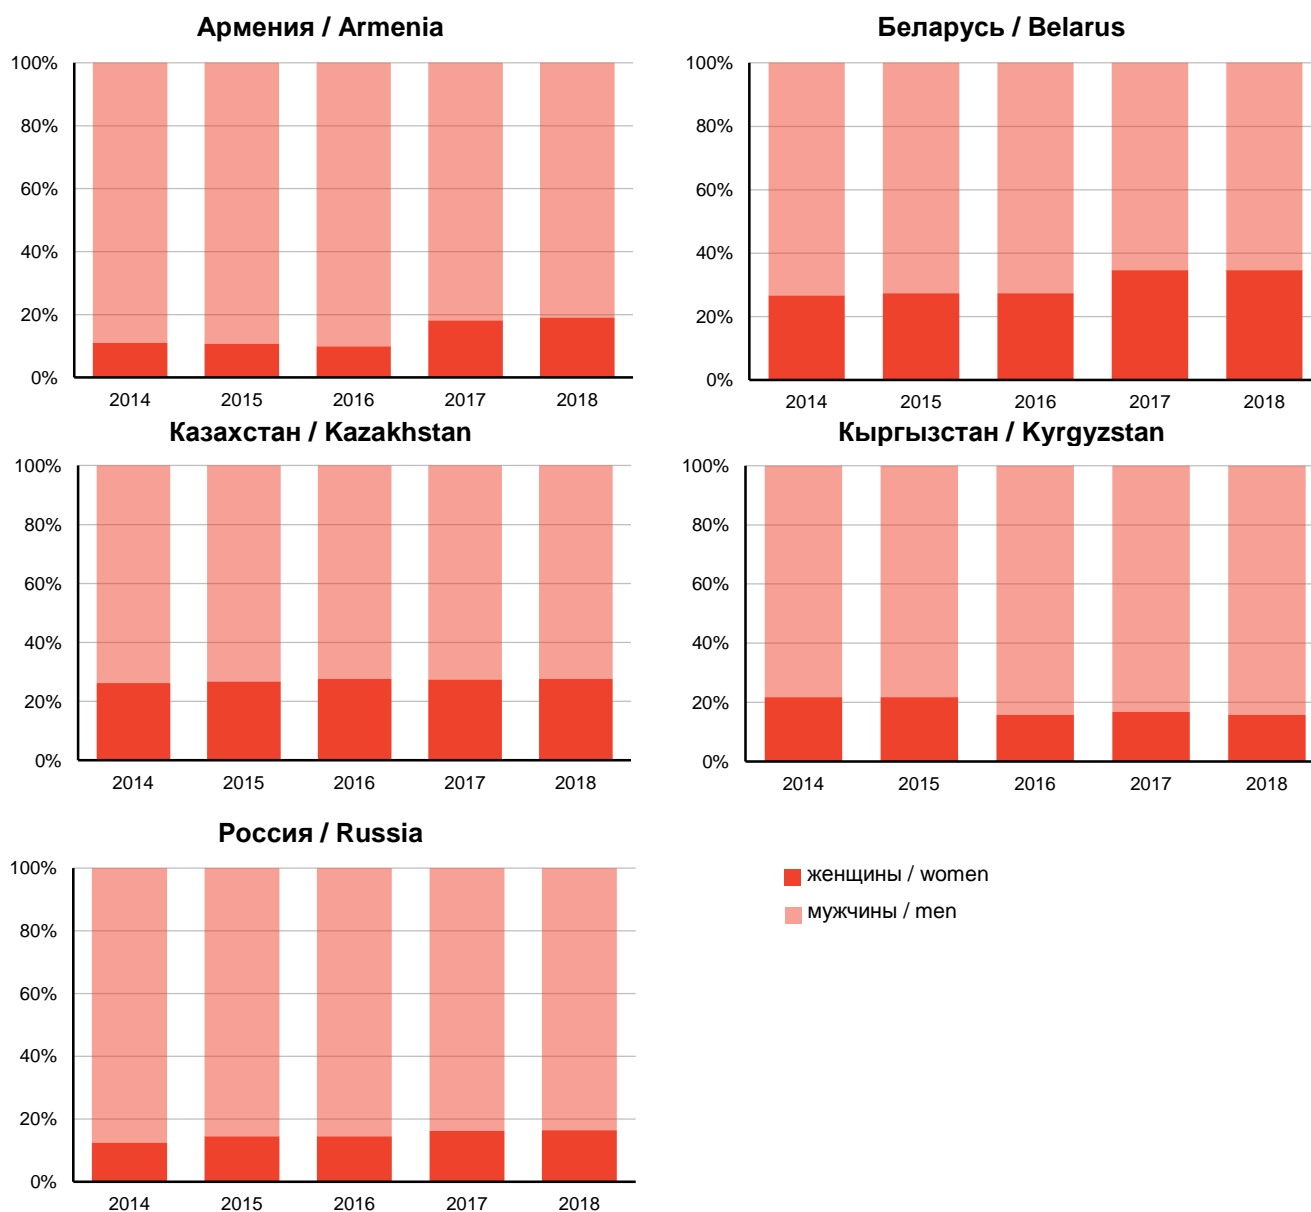 Армения / Armenia
100%
80%
60%
40%
20%
0%
2014 2015 2016 2017 2018
Беларусь / Belarus
100%
80%
60%
40%
20%
0%
2014 2015 2016 2017 2018
Казахстан / Kazakhstan
100%
80%
60%
40%
20%
0%
2014 2015 2016 2017 2018
Кыргызстан / Kyrgyzstan
100%
80%
60%
40%
20%
0%
2014 2015 2016 2017 2018
Россия / Russia
100%
80%
60%
40%
20%
0%
2014 2015 2016 2017 2018
женщины / women
мужчины / men